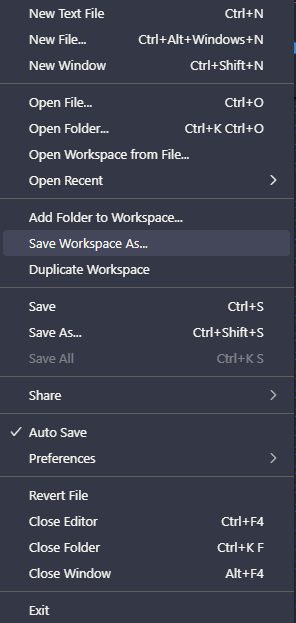 New Text File Ctrl+N
New File... Ctrl+Alt+Windows+N
New Window Ctrl+Shift+N
Open File... Ctrl+O
Open Folder... Ctrl+K Ctrl+O
Open Workspace from File...
Open Recent
Add Folder to Workspace...
Save Workspace As...
Duplicate Workspace
Save Ctrl+S
Save As... Ctrl+Shift+S
Save All Ctrl+K S
Share
Auto Save
Preferences
Revert File
Close Editor Ctrl+F4
Close Folder Ctrl+K F
Close Window Alt+F4
Exit